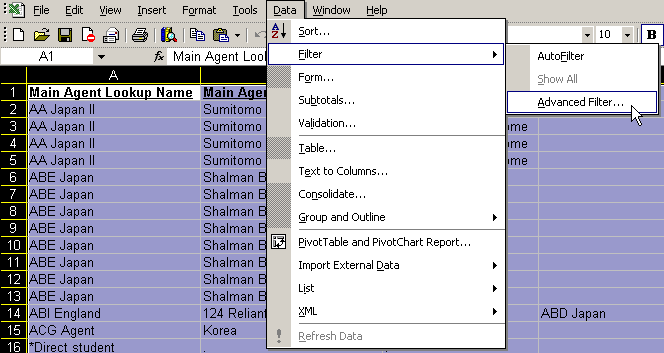 File Edit View Insert Format Tools Data Window Help
10 B
A1 Main Agent Look
Sort...
Filter
Form...
Subtotals...
Validation...
Table...
Text to Columns...
Consolidate...
Group and Outline
PivotTable and PivotChart Report...
Import External Data
List
XML
Refresh Data
AutoFilter
Show All
Advanced Filter...
A
1 Main Agent Lookup Name Main Agen
2 AA Japan II Sumitomo
3 AA Japan II Sumitomo ome
4 AA Japan II Sumitomo ome
5 AA Japan II Sumitomo ome
6 ABE Japan Shalman B
7 ABE Japan Shalman B
8 ABE Japan Shalman B
9 ABE Japan Shalman B
10 ABE Japan Shalman B
11 ABE Japan Shalman B
12 ABE Japan Shalman B
13 ABE Japan Shalman B
14 ABI England 124 Reliant ABD Japan
15 ACG Agent Korea
16 *Direct student .